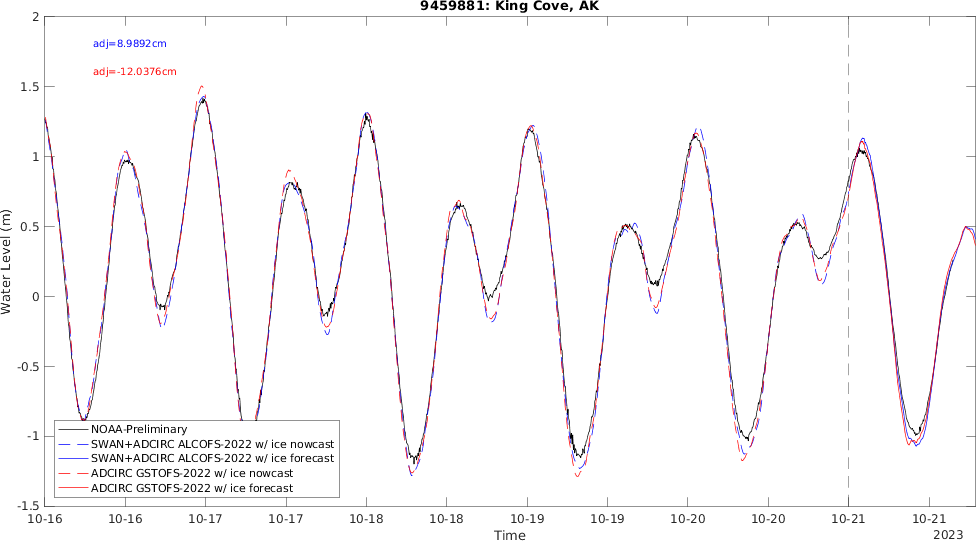 9459881: King Cove, AK
2
1.5
1
0.5
0
-0.5
-1
-1.5
Water Level (m)
adj=8.9892cm
adj=-12.0376cm
NOAA-Preliminary
SWAN+ADCIRC ALCOFS-2022 w/ ice nowcast
SWAN+ADCIRC ALCOFS-2022 w/ ice forecast
ADCIRC GSTOFS-2022 w/ ice nowcast
ADCIRC GSTOFS-2022 w/ ice forecast
10-16 10-16 10-17 10-17 10-18 10-18 10-19 10-19 10-20 10-20 10-21 10-21
Time
2023